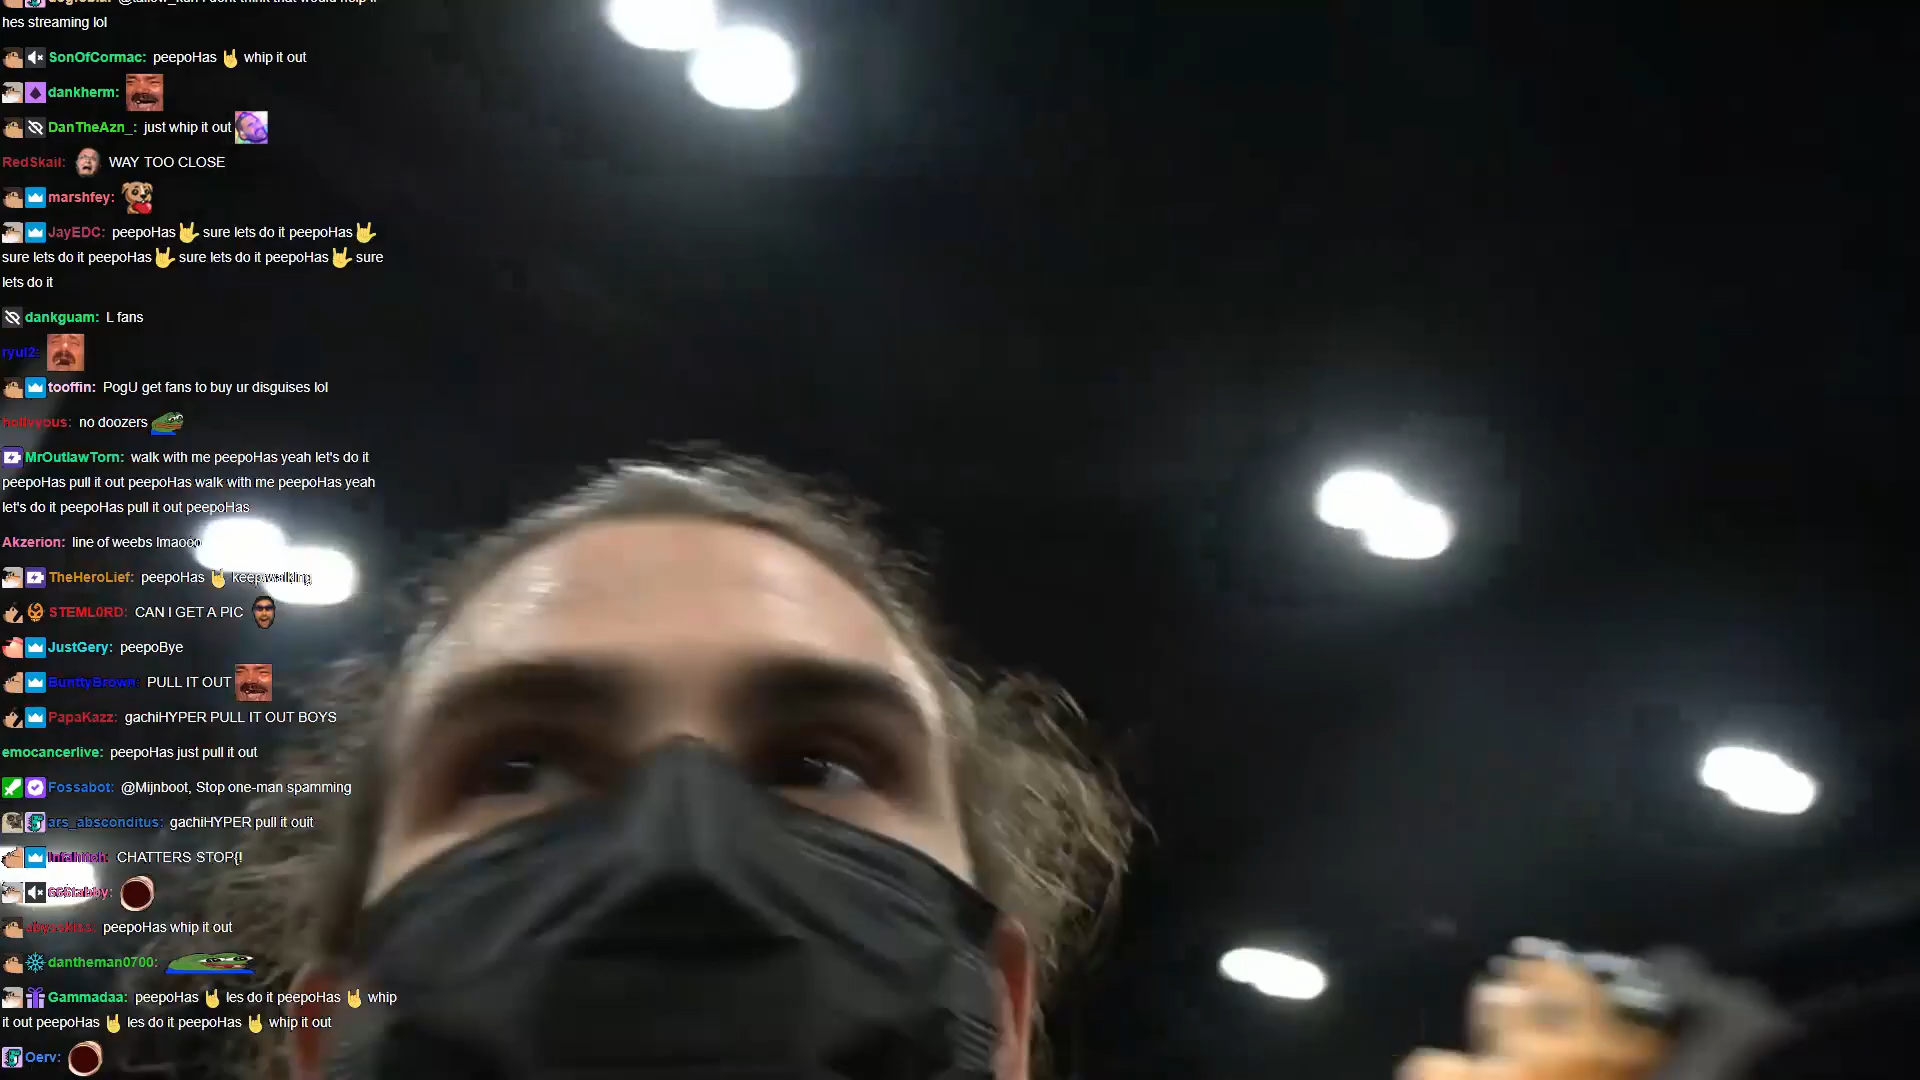 hes streaming lol
SonOfCormac: peepoHas 🤘 whip it out
dankherm:
DanTheAzn_: just whip it out
RedSkail: WAY TOO CLOSE
marshfey:
JayEDC: peepoHas 🤟 sure lets do it peepoHas 🤟
sure lets do it peepoHas 🤟 sure lets do it peepoHas 🤟 sure
lets do it
dankguam: L fans
ryul2:
tooffin: PogU get fans to buy ur disguises lol
no doozers
MrOutlawTorn: walk with me peepoHas yeah let's do it
peepoHas pull it out peepoHas walk with me peepoHas yeah
let's do it peepoHas pull it out peepoHas
Akzerion: line of weebs lmaooo
TheHeroLief: peepoHas 🤘 keep walking
STEML0RD: CAN I GET A PIC
JustGery: peepoBye
BunttyBrown: PULL IT OUT
PapaKazz: gachiHYPER PULL IT OUT BOYS
emocancerlive: peepoHas just pull it out
Fossabot: @Mijnboot, Stop one-man spamming
ars_absconditus: gachiHYPER pull it ouit
CHATTERS STOP{!
peepoHas whip it out
dantheman0700:
Gammadaa: peepoHas 🤘 les do it peepoHas 🤘 whip
it out peepoHas 🤘 les do it peepoHas 🤘 whip it out
Oerv: